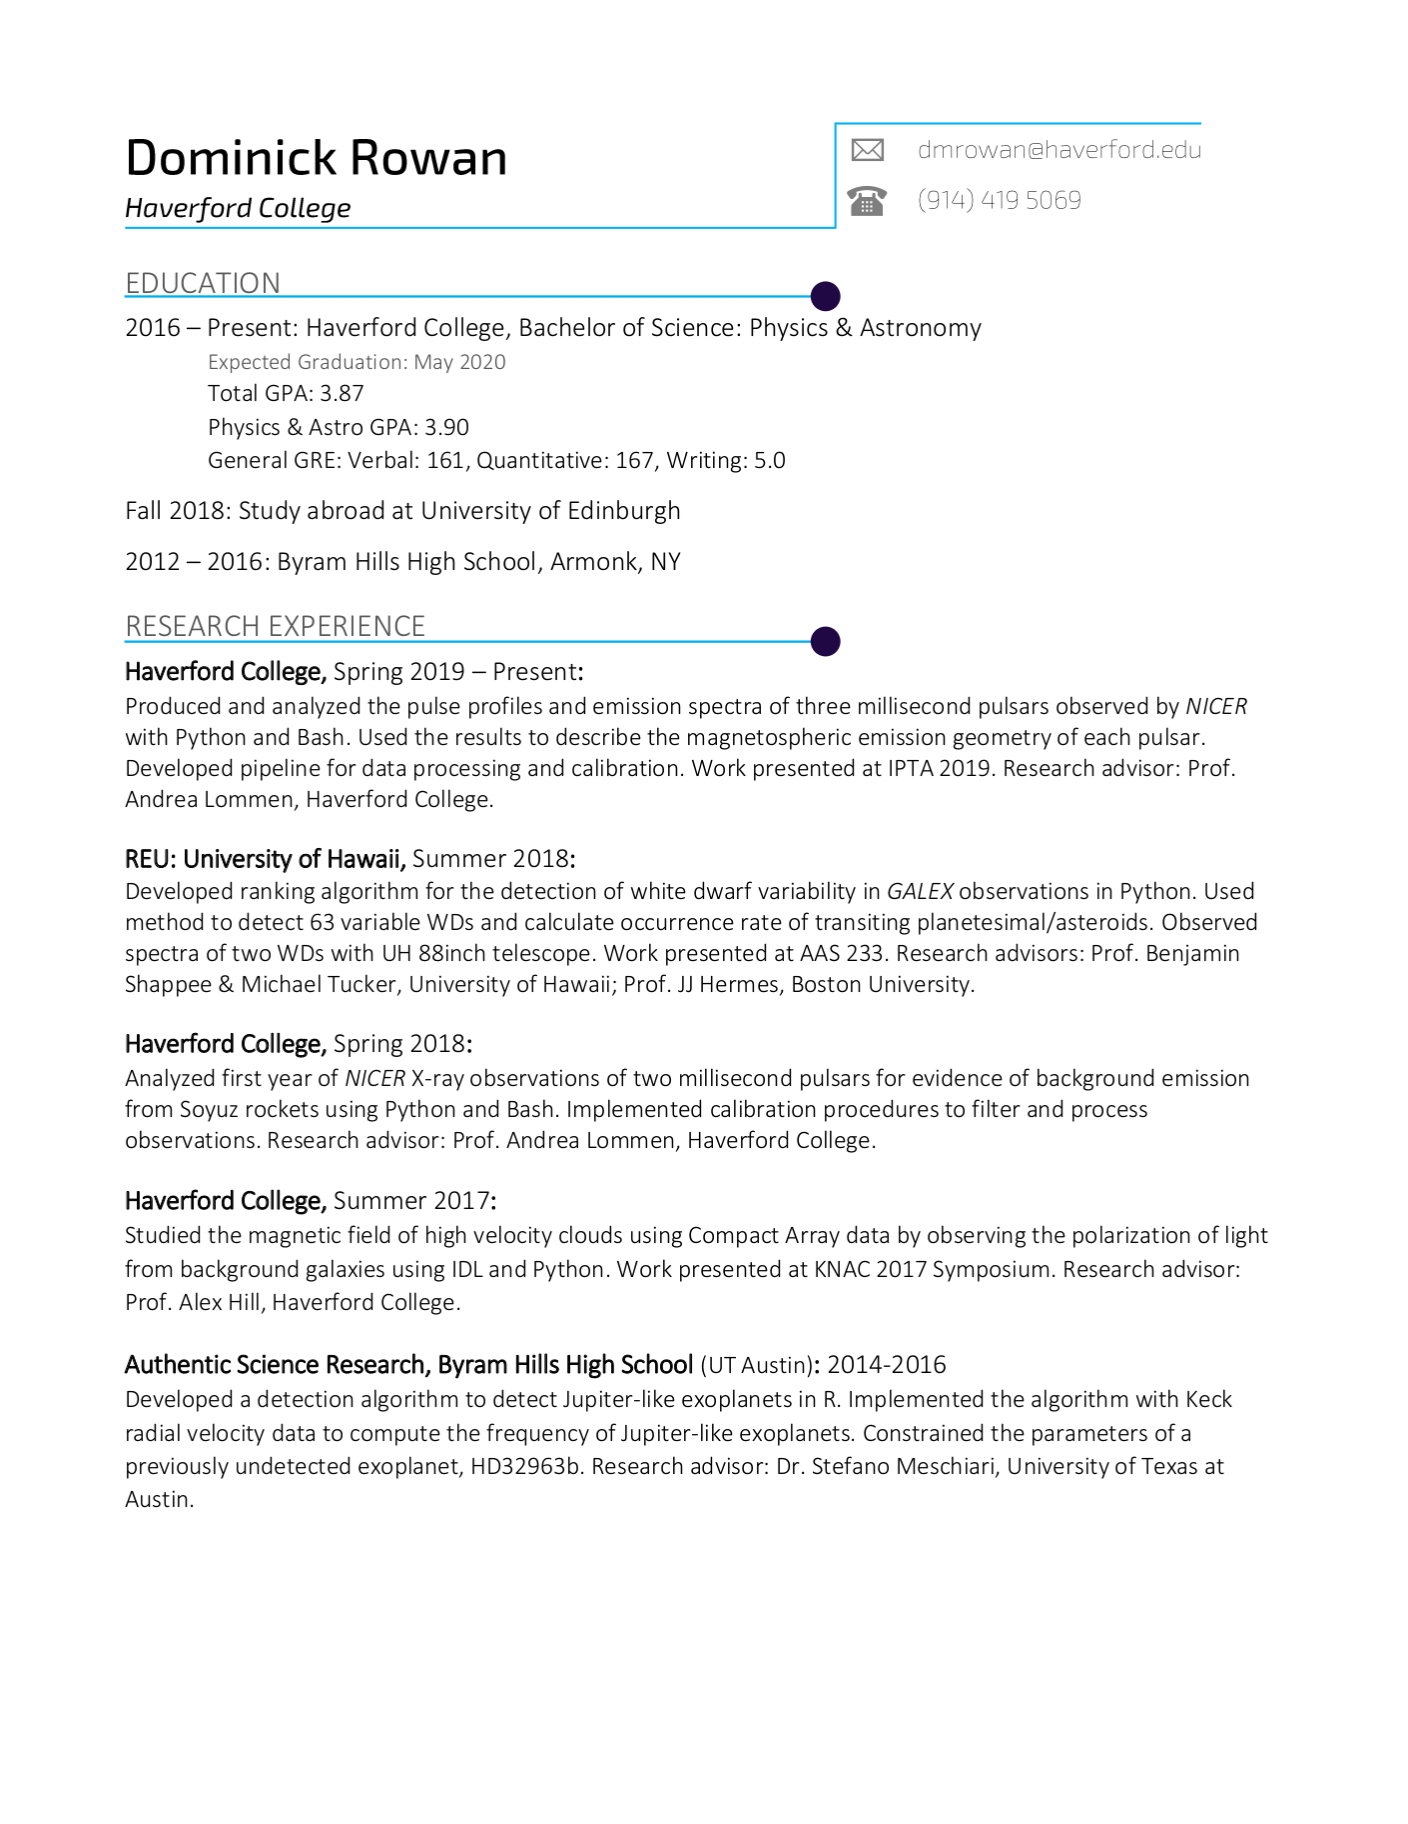 Dominick Rowan
Haverford College
dmrowan@haverford.edu
(914) 419 5069
EDUCATION
2016 – Present: Haverford College, Bachelor of Science: Physics & Astronomy
Expected Graduation: May 2020
Total GPA: 3.87
Physics & Astro GPA: 3.90
General GRE: Verbal: 161, Quantitative: 167, Writing: 5.0
Fall 2018: Study abroad at University of Edinburgh
2012 – 2016: Byram Hills High School, Armonk, NY
RESEARCH EXPERIENCE
Haverford College, Spring 2019 – Present:
Produced and analyzed the pulse profiles and emission spectra of three millisecond pulsars observed by NICER
with Python and Bash. Used the results to describe the magnetospheric emission geometry of each pulsar.
Developed pipeline for data processing and calibration. Work presented at IPTA 2019. Research advisor: Prof.
Andrea Lommen, Haverford College.
REU: University of Hawaii, Summer 2018:
Developed ranking algorithm for the detection of white dwarf variability in GALEX observations in Python. Used
method to detect 63 variable WDs and calculate occurrence rate of transiting planetesimal/asteroids. Observed
spectra of two WDs with UH 88inch telescope. Work presented at AAS 233. Research advisors: Prof. Benjamin
Shappee & Michael Tucker, University of Hawaii; Prof. JJ Hermes, Boston University.
Haverford College, Spring 2018:
Analyzed first year of NICER X-ray observations of two millisecond pulsars for evidence of background emission
from Soyuz rockets using Python and Bash. Implemented calibration procedures to filter and process
observations. Research advisor: Prof. Andrea Lommen, Haverford College.
Haverford College, Summer 2017:
Studied the magnetic field of high velocity clouds using Compact Array data by observing the polarization of light
from background galaxies using IDL and Python. Work presented at KNAC 2017 Symposium. Research advisor:
Prof. Alex Hill, Haverford College.
Authentic Science Research, Byram Hills High School (UT Austin): 2014-2016
Developed a detection algorithm to detect Jupiter-like exoplanets in R. Implemented the algorithm with Keck
radial velocity data to compute the frequency of Jupiter-like exoplanets. Constrained the parameters of a
previously undetected exoplanet, HD32963b. Research advisor: Dr. Stefano Meschiari, University of Texas at
Austin.